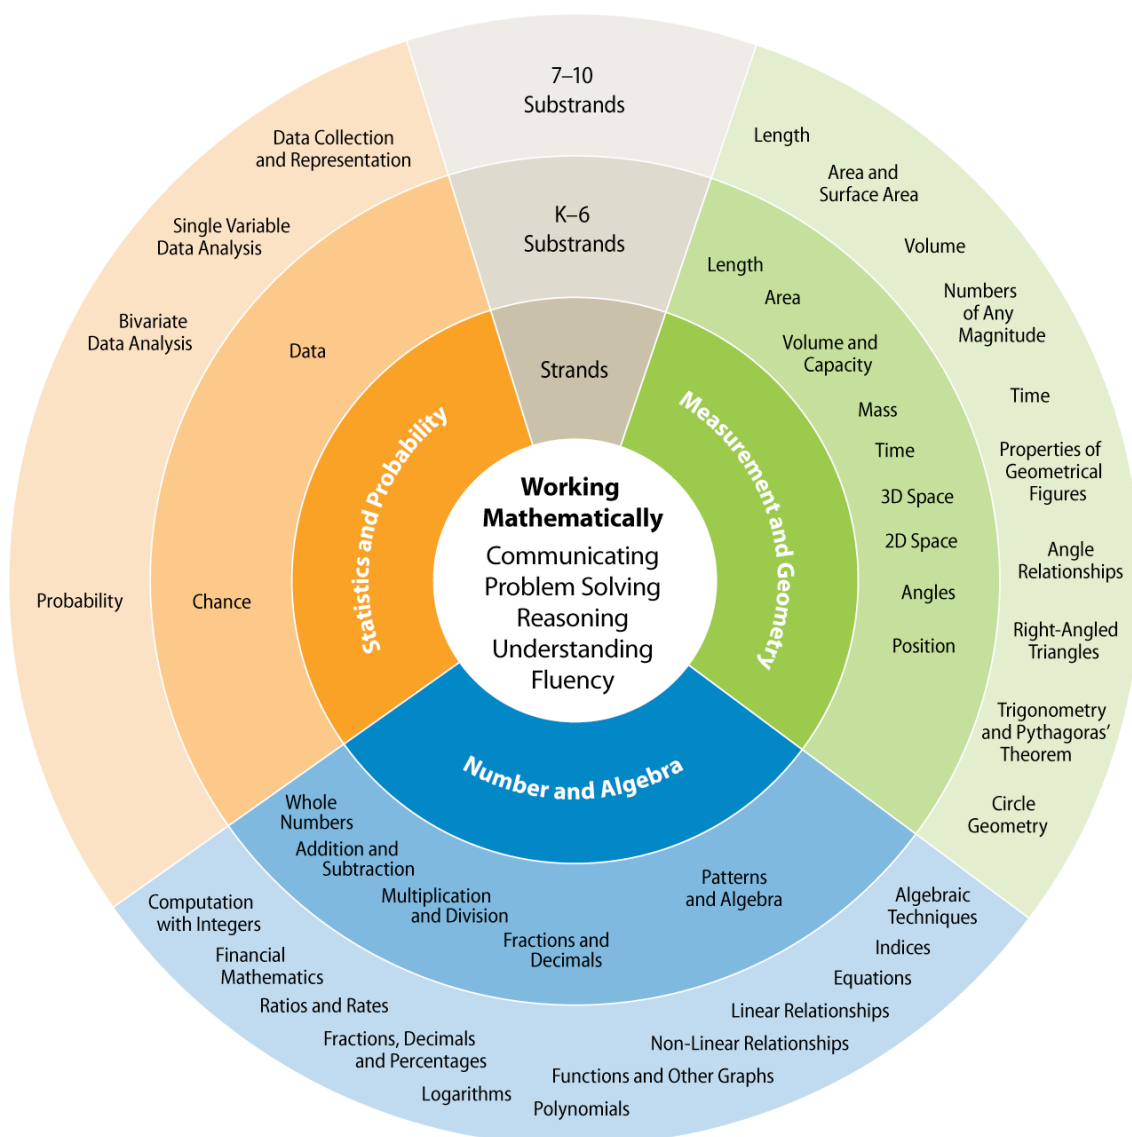 7–10
Substrands
K–6
Substrands
Strands
Working
Mathematically
Communicating
Problem Solving
Reasoning
Understanding
Fluency
Statistics and Probability
Data
Chance
Data Collection
and Representation
Single Variable
Data Analysis
Bivariate
Data Analysis
Probability
Measurement and Geometry
Length
Area
Volume and
Capacity
Mass
Time
3D Space
2D Space
Angles
Position
Length
Area and
Surface Area
Volume
Numbers
of Any
Magnitude
Time
Properties of
Geometrical
Figures
Angle
Relationships
Right-Angled
Triangles
Trigonometry
and Pythagoras’
Theorem
Circle
Geometry
Number and Algebra
Whole
Numbers
Addition and
Subtraction
Multiplication
and Division
Fractions and
Decimals
Patterns
and Algebra
Computation
with Integers
Financial
Mathematics
Ratios and Rates
Fractions, Decimals
and Percentages
Logarithms
Polynomials
Functions and Other Graphs
Non-Linear Relationships
Linear Relationships
Equations
Indices
Algebraic
Techniques